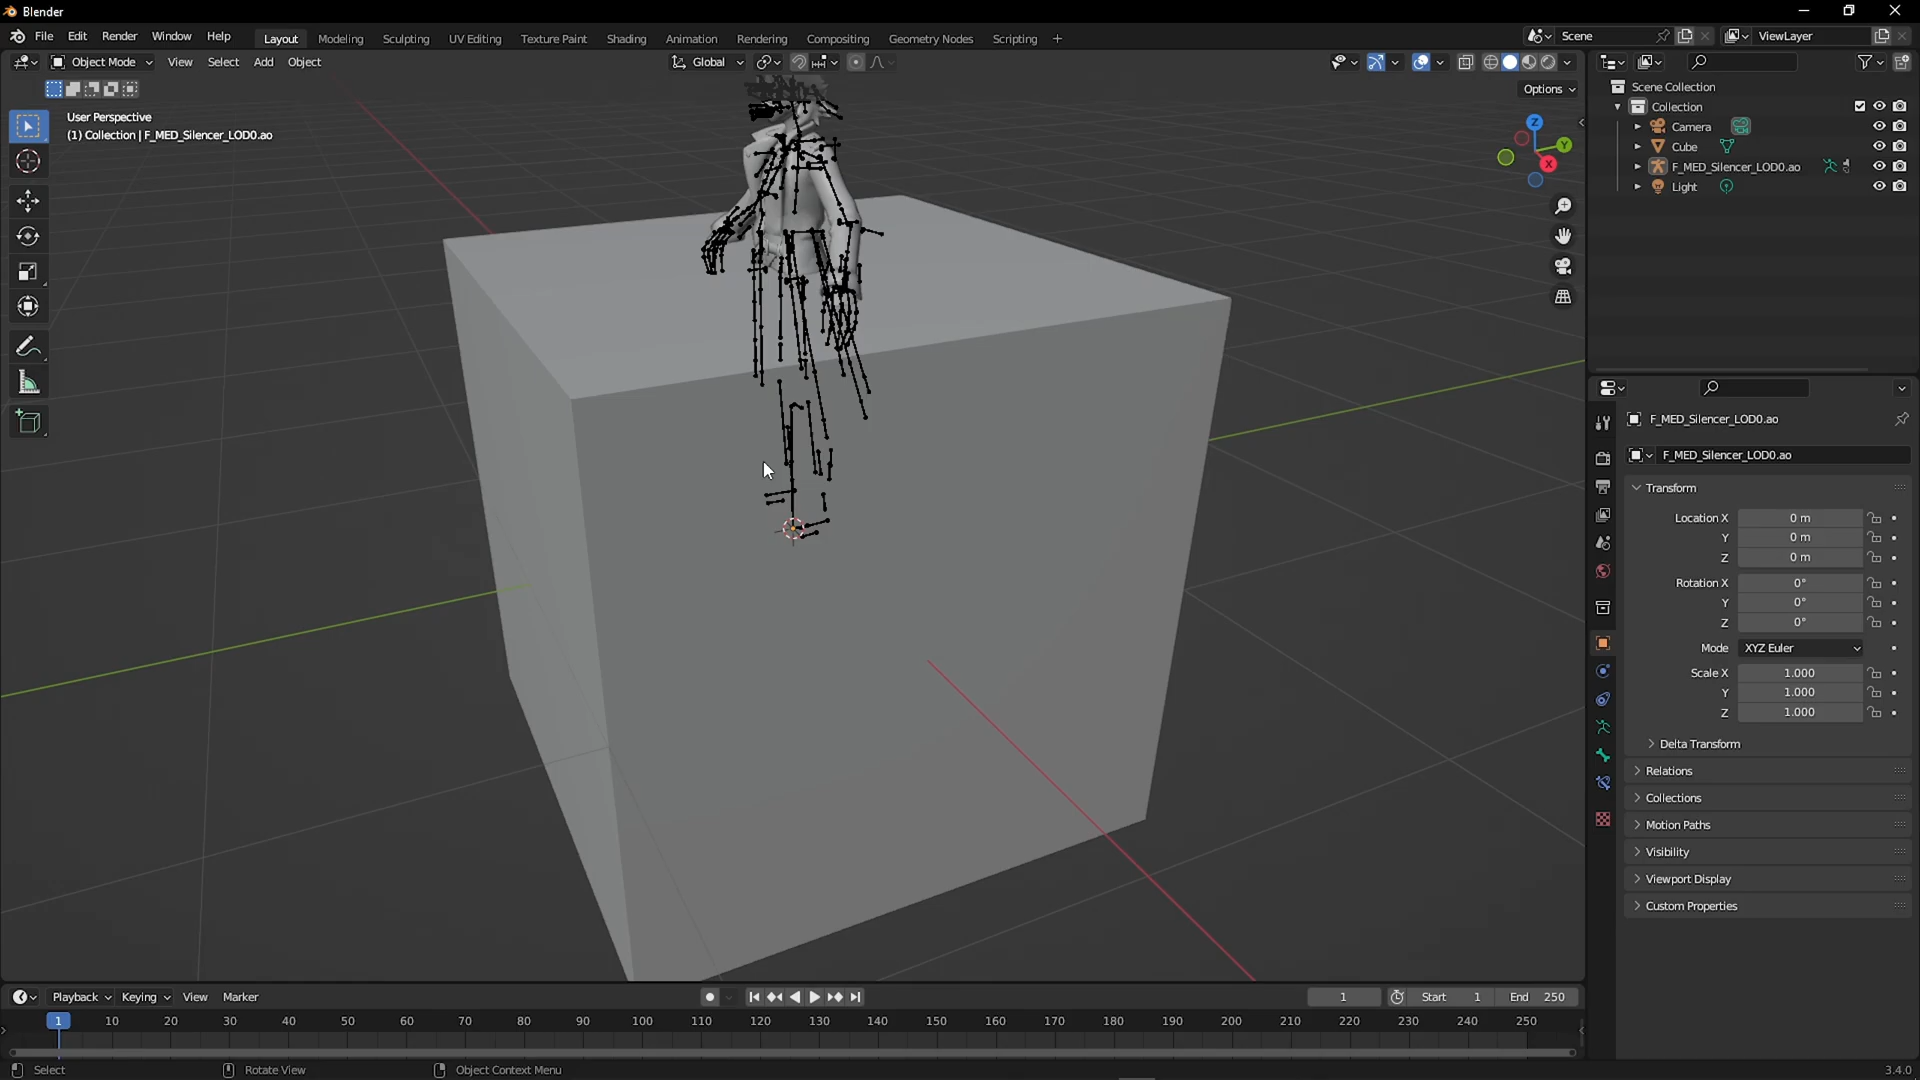 Blender
File Edit Render Window Help Layout Modeling Sculpting UV Editing Texture Paint Shading Animation Rendering Compositing Geometry Nodes Scripting + Scene ViewLayer
Object Mode View Select Add Object Global
Options
User Perspective
(1) Collection | F_MED_Silencer_LOD0.ao
Z
Y
X
Scene Collection
Collection
Camera
Cube
F_MED_Silencer_LOD0.ao
Light
F_MED_Silencer_LOD0.ao
F_MED_Silencer_LOD0.ao
Transform
Location X 0 m
Y 0 m
Z 0 m
Rotation X 0°
Y 0°
Z 0°
Mode XYZ Euler
Scale X 1.000
Y 1.000
Z 1.000
Delta Transform
Relations
Collections
Motion Paths
Visibility
Viewport Display
Custom Properties
Playback Keying View Marker 1 Start 1 End 250
1 10 20 30 40 50 60 70 80 90 100 110 120 130 140 150 160 170 180 190 200 210 220 230 240 250
Select Rotate View Object Context Menu 3.4.0